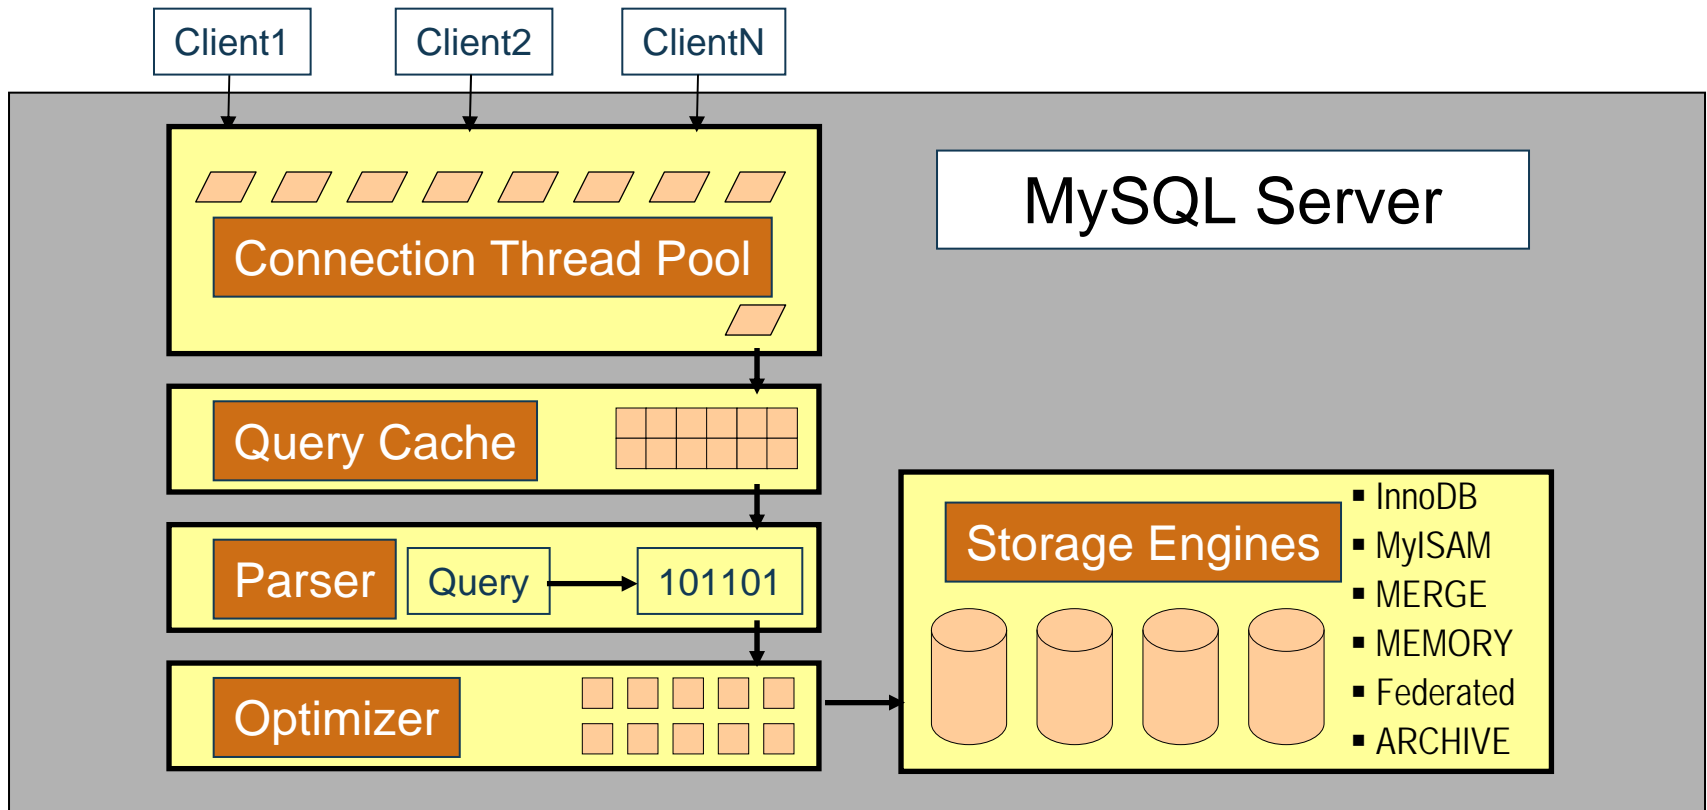 Client1
Client2
ClientN
MySQL Server
Connection Thread Pool
Query Cache
Parser
Query
101101
Optimizer
Storage Engines
▪ InnoDB
▪ MyISAM
▪ MERGE
▪ MEMORY
▪ Federated
▪ ARCHIVE